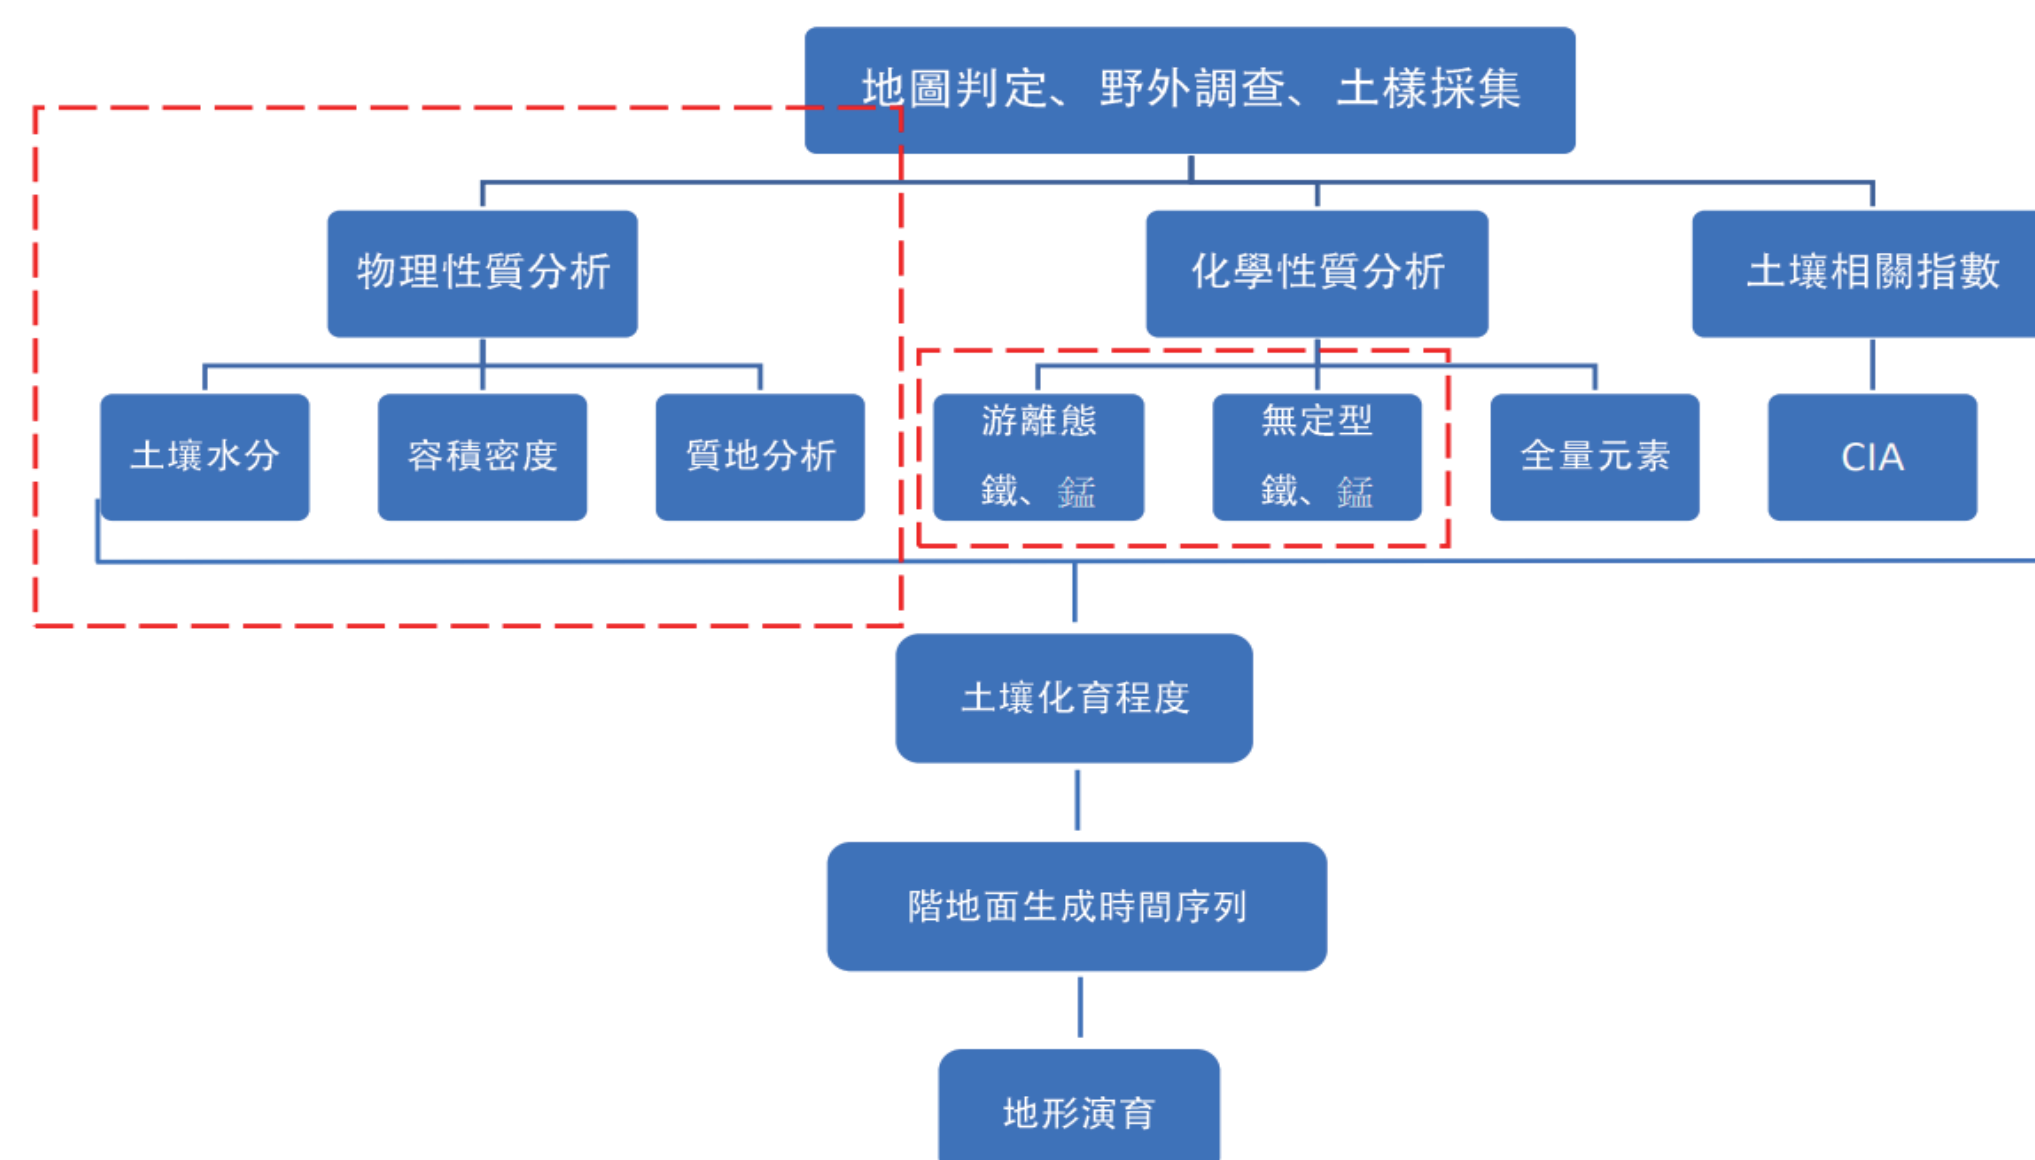 地圖判定、野外調查、土樣採集
物理性質分析
化學性質分析
土壤相關指數
土壤水分
容積密度
質地分析
游離態
鐵、錳
無定型
鐵、錳
全量元素
CIA
土壤化育程度
階地面生成時間序列
地形演育